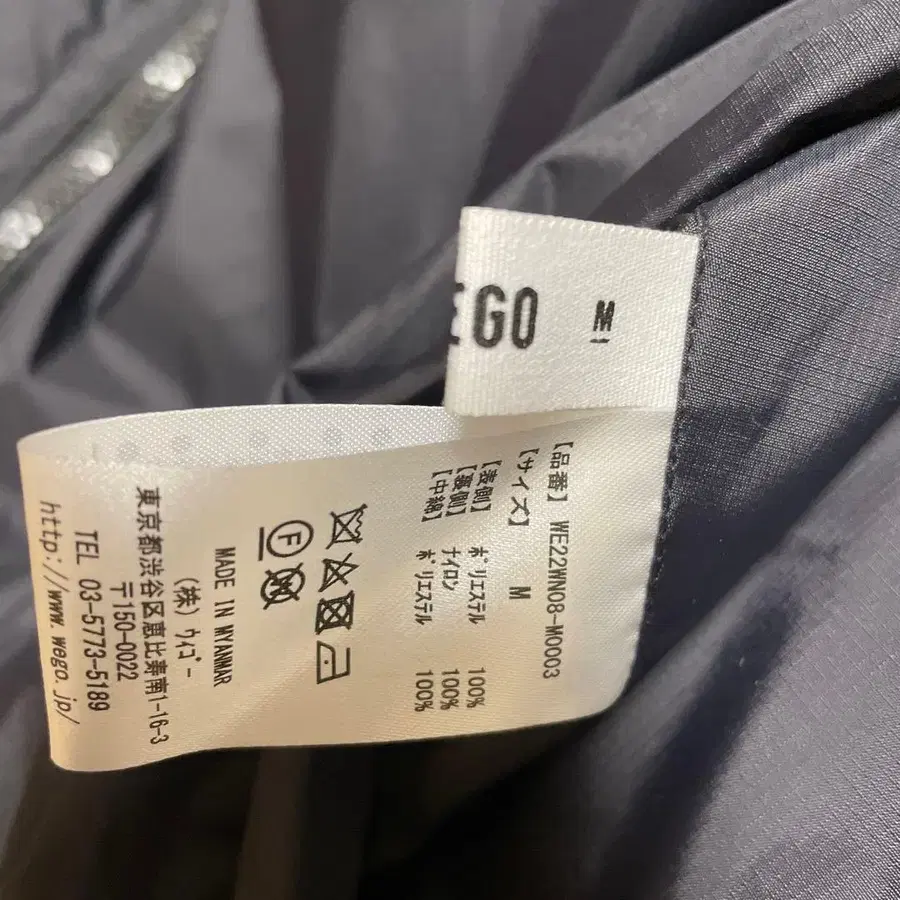 EGO
M
【品番】 WE22WN08-M0003
【サイズ】 M
【表側】 ポリエステル 100%
【裏側】 ナイロン 100%
【中綿】 ポリエステル 100%
F
MADE IN MYANMAR
(株)ウィゴー
東京都渋谷区恵比寿南1-16-3
〒150-0022
TEL 03-5773-5189
http://www.wego.jp/